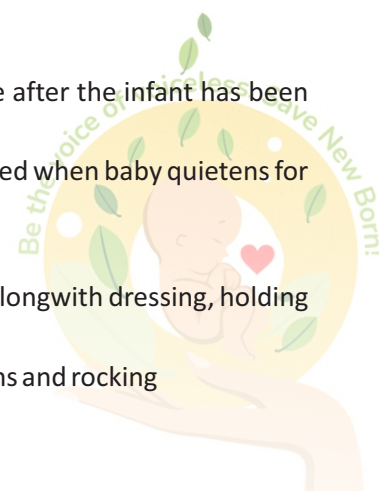 e after the infant has been
ed when baby quietens for
longwith dressing, holding
ns and rocking
Be the voice of voiceless, Save New Born!